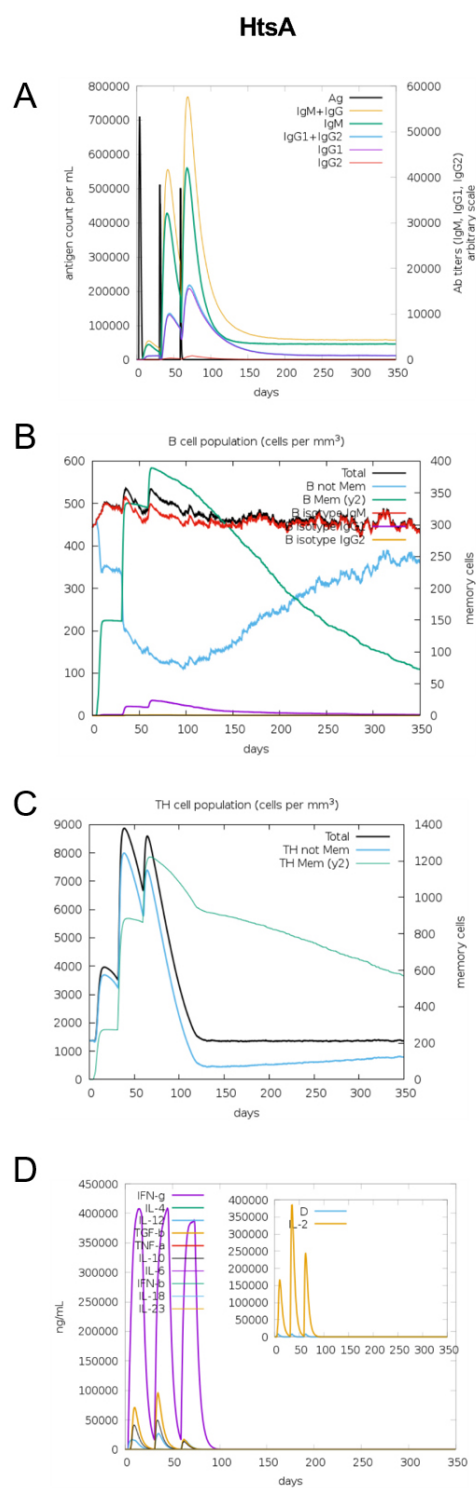 HtsA
A
800000
700000
600000
500000
400000
300000
200000
100000
0
antigen count per mL
Ag
IgM+IgG
IgM
IgG1+IgG2
IgG1
IgG2
60000
50000
40000
30000
20000
10000
0
Ab titers (IgM, IgG1, IgG2)
arbitrary scale
0 50 100 150 200 250 300 350
days
B
B cell population (cells per mm³)
600
500
400
300
200
100
0
Total
B not Mem
B Mem (y2)
B isotype IgM
B isotype IgG1
B isotype IgG2
400
350
300
250
200
150
100
50
0
memory cells
0 50 100 150 200 250 300 350
days
C
TH cell population (cells per mm³)
9000
8000
7000
6000
5000
4000
3000
2000
1000
0
Total
TH not Mem
TH Mem (y2)
1400
1200
1000
800
600
400
200
0
memory cells
0 50 100 150 200 250 300 350
days
D
450000
400000
350000
300000
250000
200000
150000
100000
50000
0
ng/mL
IFN-g
IL-4
IL-12
TGF-b
TNF-a
IL-10
IL-6
IFN-b
IL-18
IL-23
400000
350000
300000
250000
200000
150000
100000
50000
0
D
IL-2
0 50 100 150 200 250 300 350
0 50 100 150 200 250 300 350
days